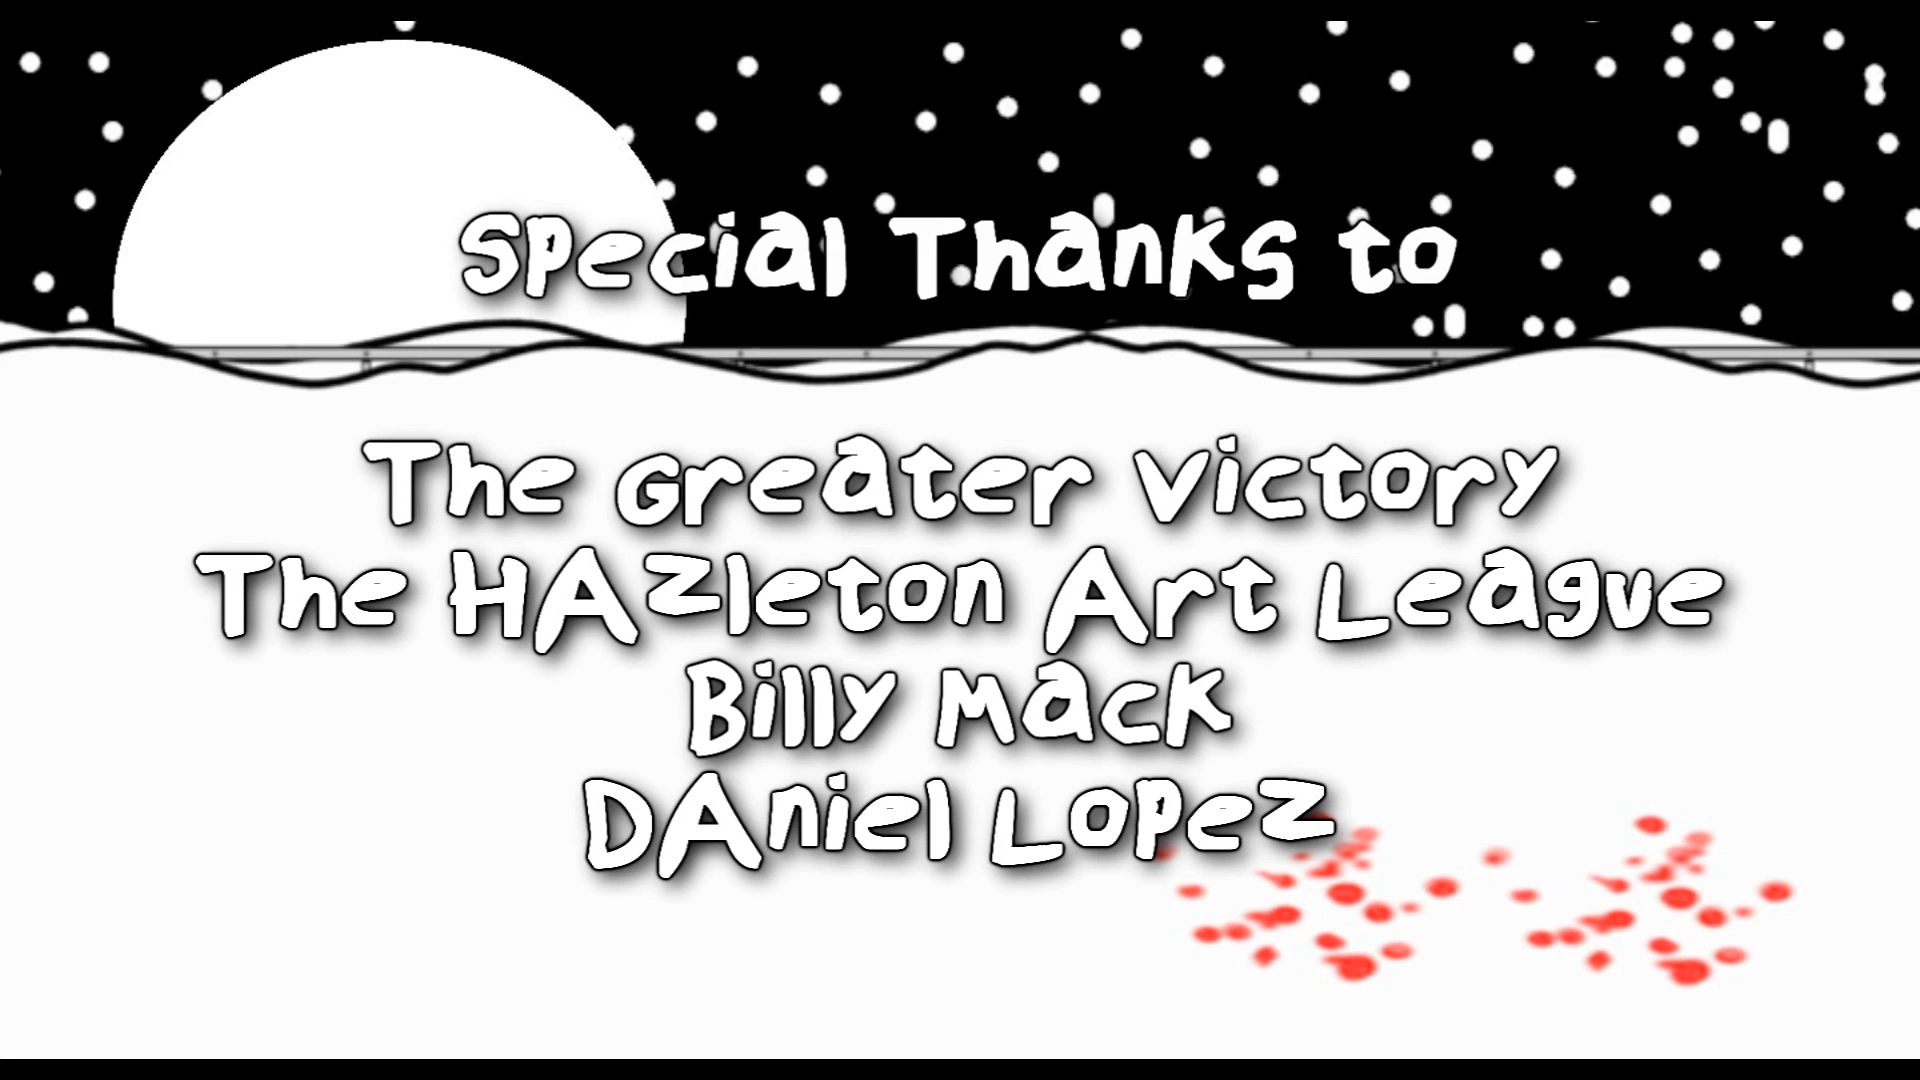 Special Thanks to
The Greater Victory
The HAzleton Art League
Billy Mack
DAniel Lopez